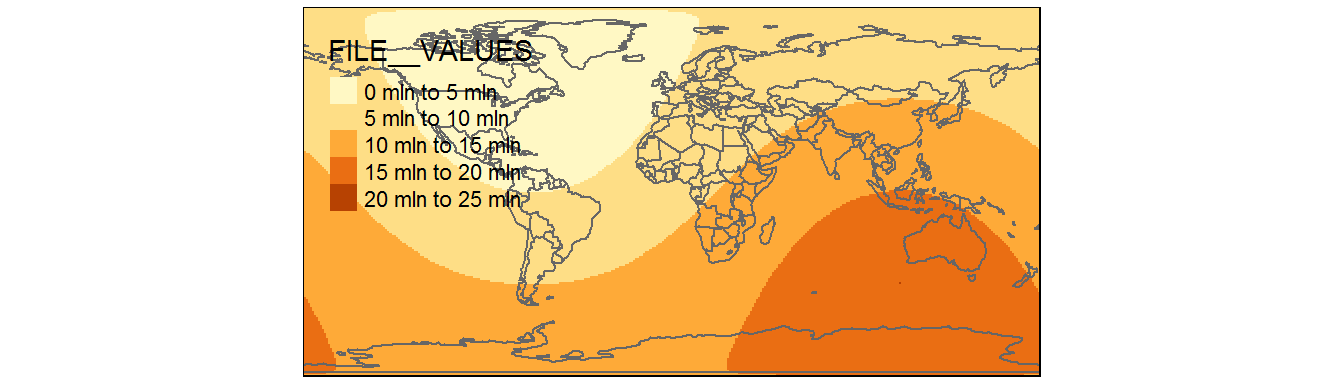 FILE__VALUES
0 mln to 5 mln
5 mln to 10 mln
10 mln to 15 mln
15 mln to 20 mln
20 mln to 25 mln